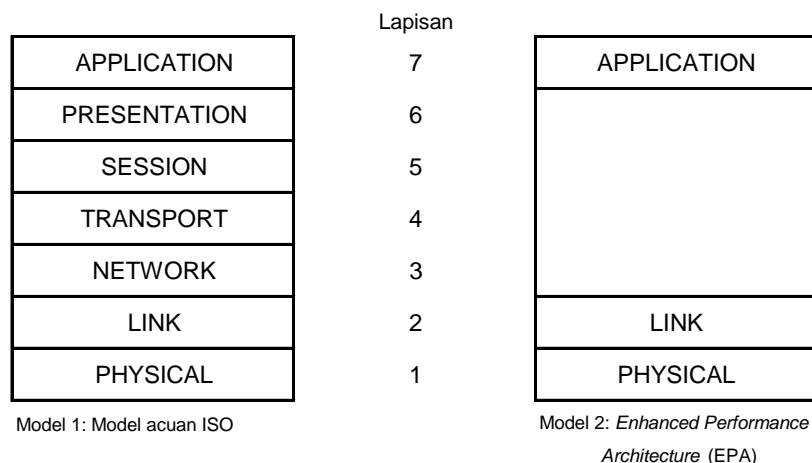 Lapisan
APPLICATION 7 APPLICATION
PRESENTATION 6
SESSION 5
TRANSPORT 4
NETWORK 3
LINK 2 LINK
PHYSICAL 1 PHYSICAL
Model 1: Model acuan ISO
Model 2: Enhanced Performance
Architecture (EPA)